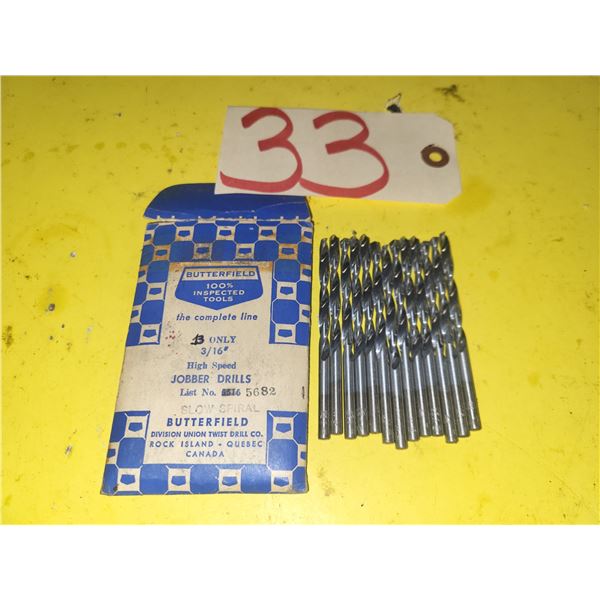 33
BUTTERFIELD
100%
INSPECTED
TOOLS
the complete line
ONLY
3/16"
High Speed
JOBBER DRILLS
List No. 5682
SLOW SPIRAL
BUTTERFIELD
DIVISION UNION TWIST DRILL CO.
ROCK ISLAND - QUEBEC
CANADA